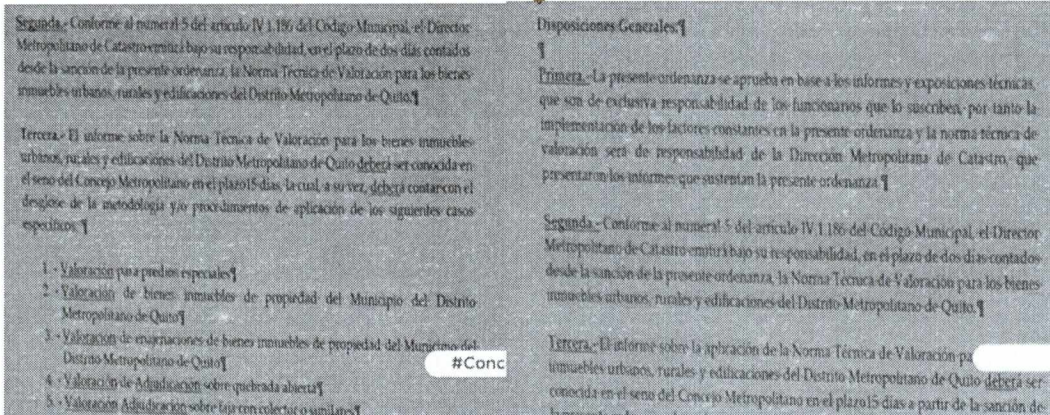 Segunda.- Conforme al numeral 5 del artículo IV 1.186 del Código Municipal, el Director
Metropolitano de Catastro emitirá bajo su responsabilidad, en el plazo de dos días contados
desde la sanción de la presente ordenanza, la Norma Técnica de Valoración para los bienes
inmuebles urbanos, rurales y edificaciones del Distrito Metropolitano de Quito.¶
Tercera.- El informe sobre la Norma Técnica de Valoración para los bienes inmuebles
urbanos, rurales y edificaciones del Distrito Metropolitano de Quito deberá ser conocida en
el seno del Concejo Metropolitano en el plazo15 días, la cual, a su vez, deberá contar con el
desglose de la metodología y/o procedimientos de aplicación de los siguientes casos
específicos: ¶
1. - Valoración para predios especiales¶
2. - Valoración de bienes inmuebles de propiedad del Municipio del Distrito
Metropolitano de Quito¶
3. - Valoración de enajenaciones de bienes inmuebles de propiedad del Municipio del
Distrito Metropolitano de Quito¶
#Conc
4. - Valoración de Adjudicación sobre quebrada abierta¶
5. - Valoración Adjudicación sobre faja con colector o similares¶
Disposiciones Generales:¶
¶
Primera.- La presente ordenanza se aprueba en base a los informes y exposiciones técnicas,
que son de exclusiva responsabilidad de los funcionarios que lo suscriben, por tanto la
implementación de los factores constantes en la presente ordenanza y la norma técnica de
valoración será de responsabilidad de la Dirección Metropolitana de Catastro, que
presentaron los informes que sustentan la presente ordenanza.¶
Segunda.- Conforme al numeral 5 del artículo IV 1.186 del Código Municipal, el Director
Metropolitano de Catastro emitirá bajo su responsabilidad, en el plazo de dos días contados
desde la sanción de la presente ordenanza, la Norma Técnica de Valoración para los bienes
inmuebles urbanos, rurales y edificaciones del Distrito Metropolitano de Quito.¶
Tercera.- El informe sobre la aplicación de la Norma Técnica de Valoración pa
inmuebles urbanos, rurales y edificaciones del Distrito Metropolitano de Quito deberá ser
conocida en el seno del Concejo Metropolitano en el plazo15 días a partir de la sanción de